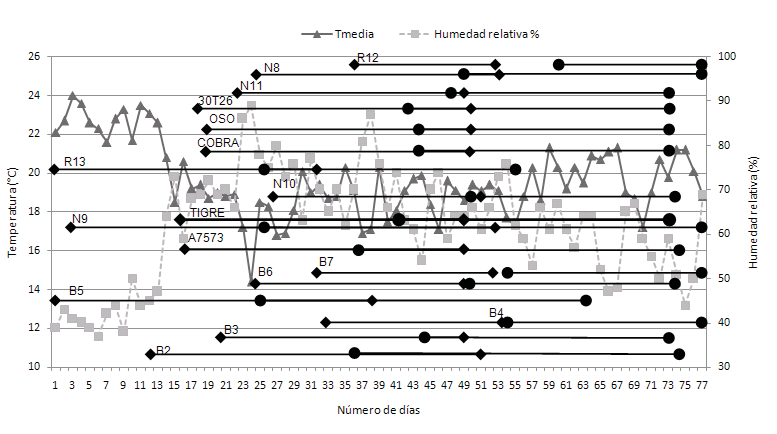 Tmedia Humedad relativa %
26 100
24 90
22 80
20 70
18 60
16 50
14 40
12 30
10
Temperatura (°C)
Humedad relativa (%)
R12
N8
N11
30T26
OSO
COBRA
R13
N10
TIGRE
N9
A7573
B7
B6
B5
B4
B3
B2
1 3 5 7 9 11 13 15 17 19 21 23 25 27 29 31 33 35 37 39 41 43 45 47 49 51 53 55 57 59 61 63 65 67 69 71 73 75 77
Número de días